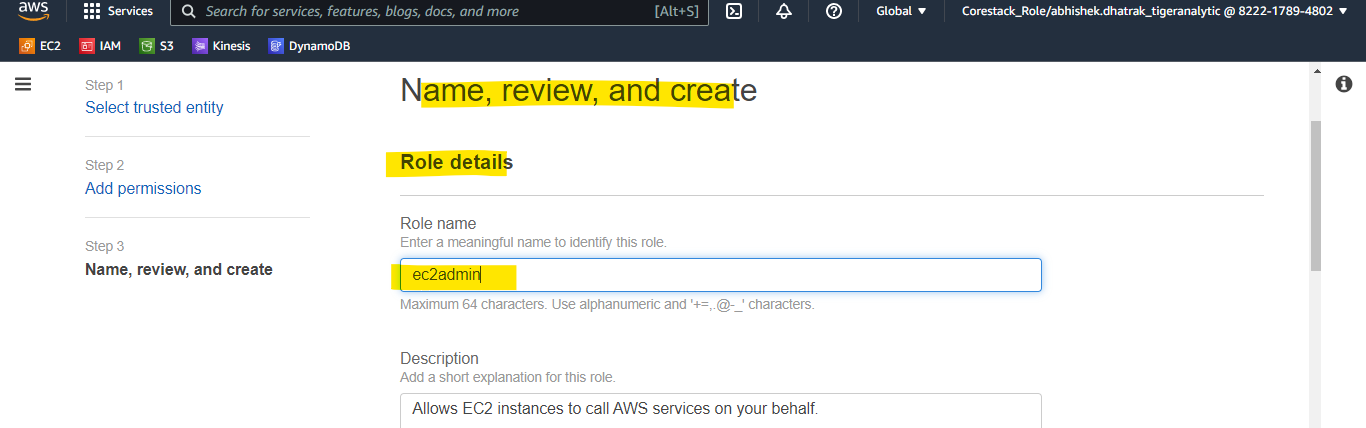 aws Services Search for services, features, blogs, docs, and more [Alt+S] Global Corestack_Role/abhishek.dhatrak_tigeranalytic @ 8222-1789-4802
EC2 IAM S3 Kinesis DynamoDB
Step 1
Select trusted entity
Step 2
Add permissions
Step 3
Name, review, and create
Name, review, and create
Role details
Role name
Enter a meaningful name to identify this role.
ec2admin
Maximum 64 characters. Use alphanumeric and '+=,.@-_' characters.
Description
Add a short explanation for this role.
Allows EC2 instances to call AWS services on your behalf.